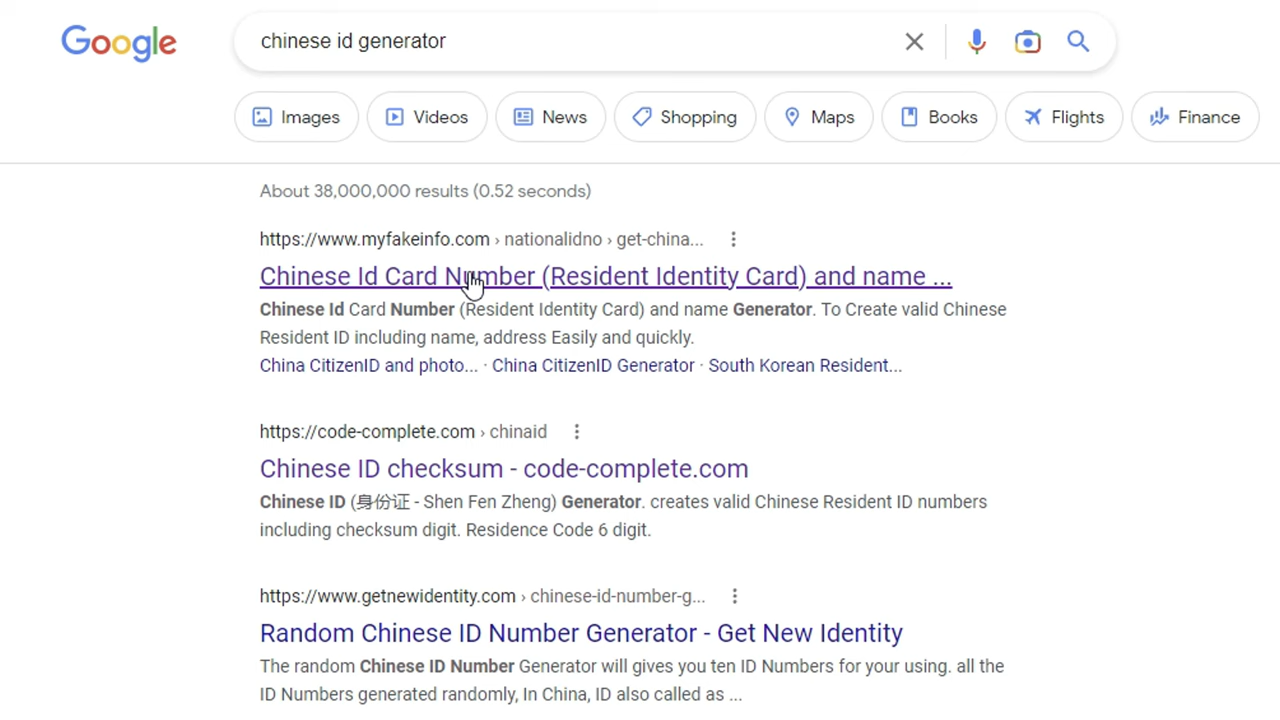 Google
chinese id generator
Images
Videos
News
Shopping
Maps
Books
Flights
Finance
About 38,000,000 results (0.52 seconds)
https://www.myfakeinfo.com › nationalidno › get-china...
Chinese Id Card Number (Resident Identity Card) and name ...
Chinese Id Card Number (Resident Identity Card) and name Generator. To Create valid Chinese
Resident ID including name, address Easily and quickly.
China CitizenID and photo... · China CitizenID Generator · South Korean Resident...
https://code-complete.com › chinaid
Chinese ID checksum - code-complete.com
Chinese ID (身份证 - Shen Fen Zheng) Generator. creates valid Chinese Resident ID numbers
including checksum digit. Residence Code 6 digit.
https://www.getnewidentity.com › chinese-id-number-g...
Random Chinese ID Number Generator - Get New Identity
The random Chinese ID Number Generator will gives you ten ID Numbers for your using. all the
ID Numbers generated randomly, In China, ID also called as ...